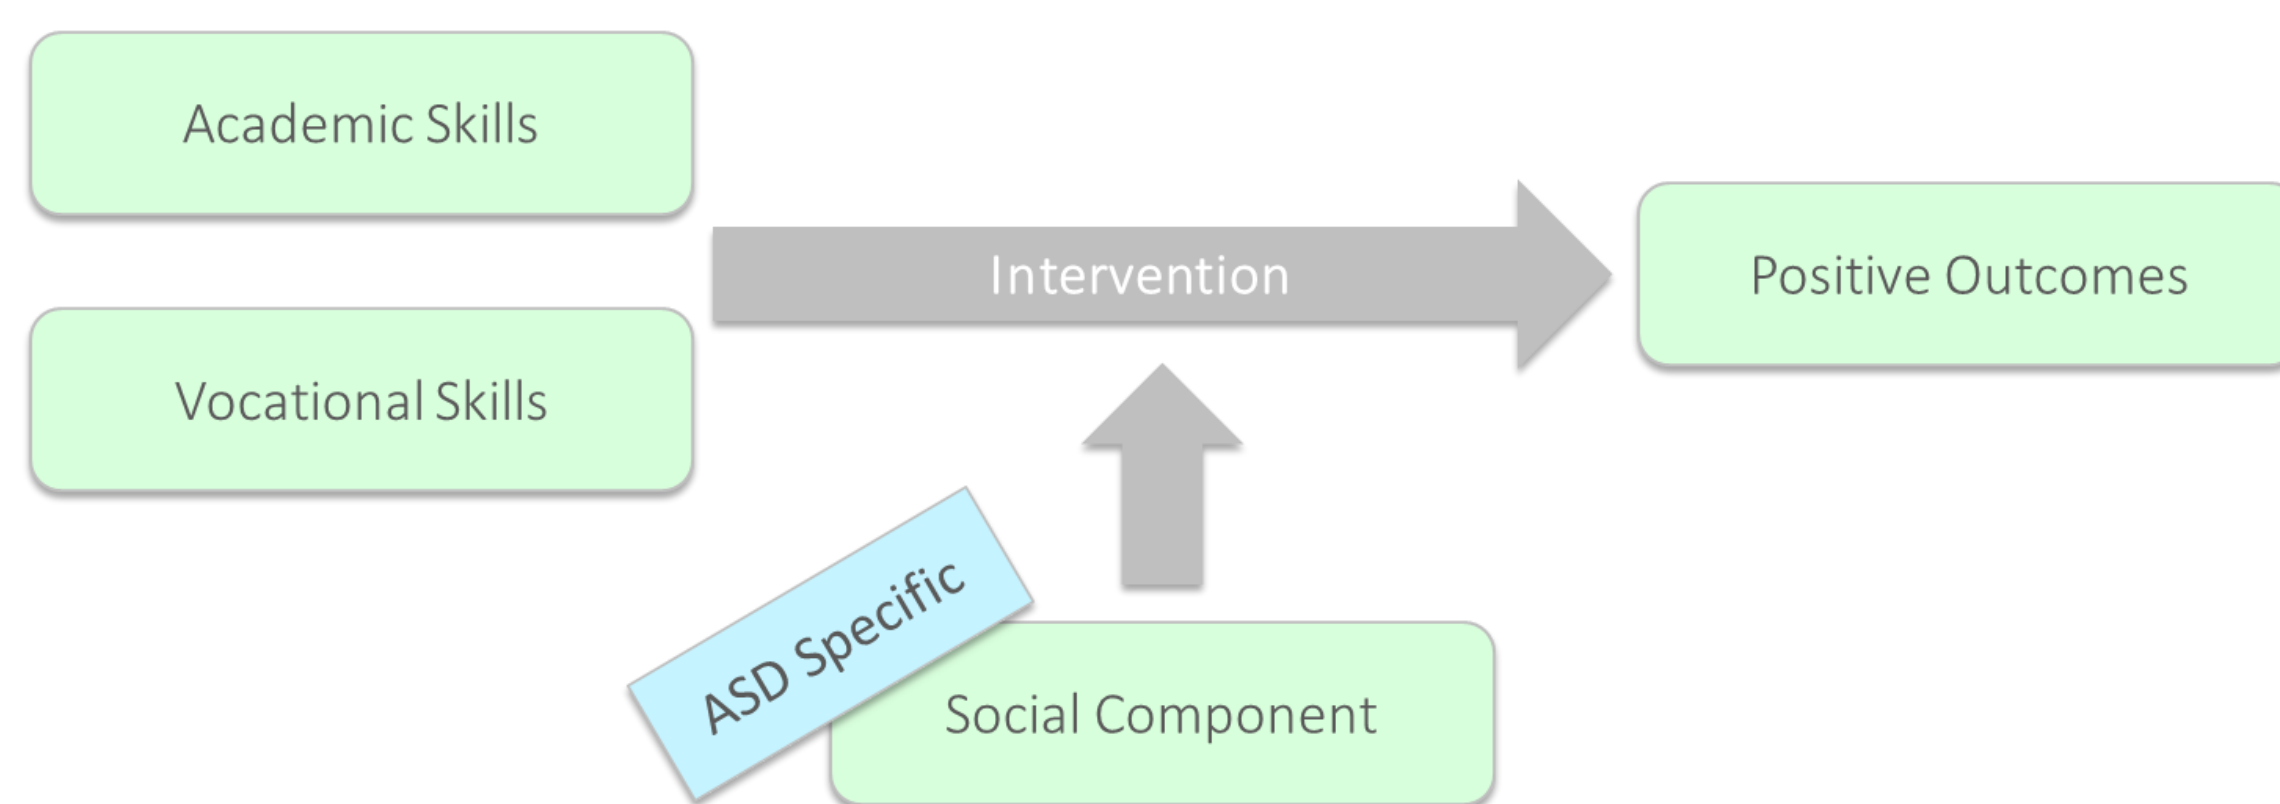 Academic Skills
Vocational Skills
Intervention
Positive Outcomes
ASD Specific
Social Component